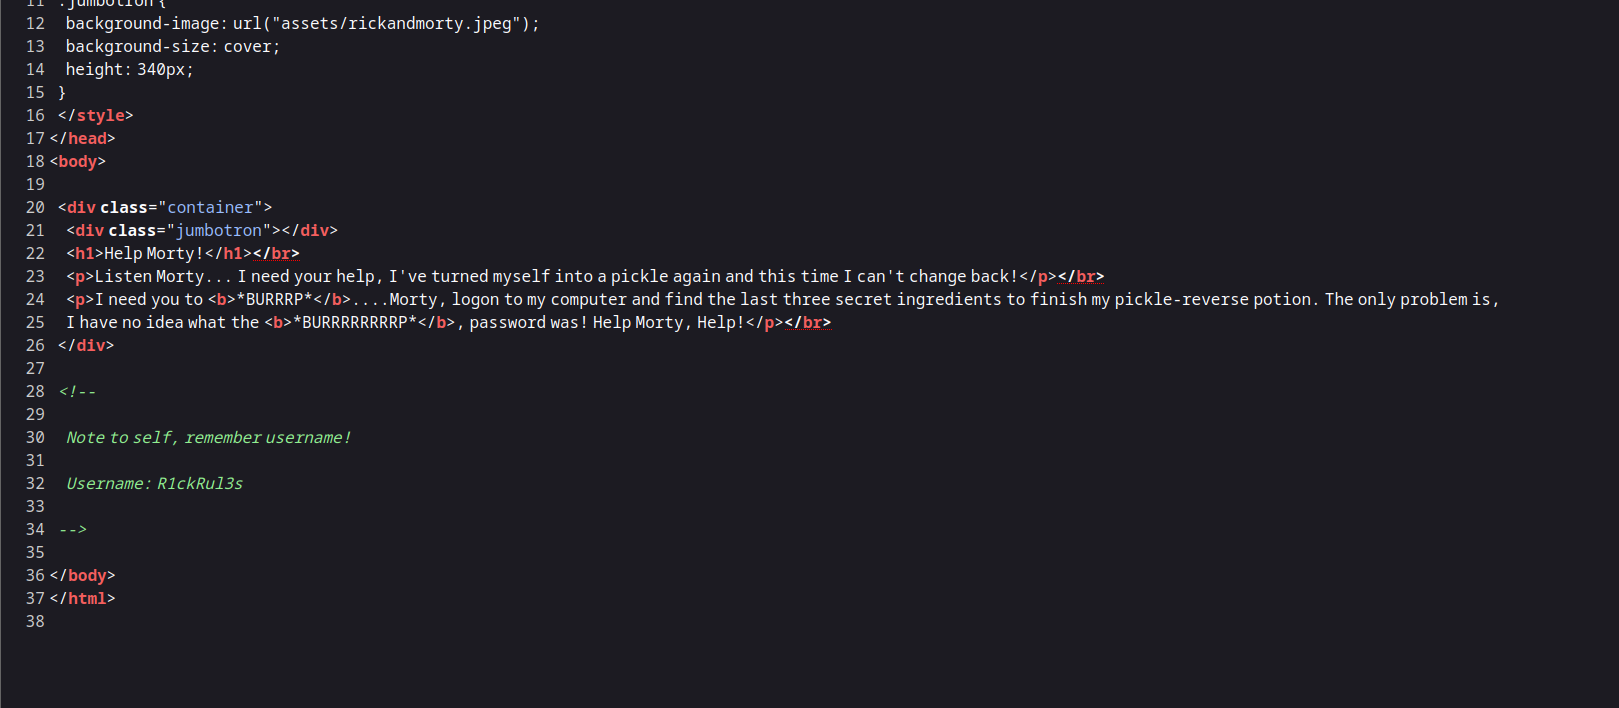 11 .jumbotron {
12 background-image: url("assets/rickandmorty.jpeg");
13 background-size: cover;
14 height: 340px;
15 }
16 </style>
17 </head>
18 <body>
19
20 <div class="container">
21 <div class="jumbotron"></div>
22 <h1>Help Morty!</h1></br>
23 <p>Listen Morty... I need your help, I've turned myself into a pickle again and this time I can't change back!</p></br>
24 <p>I need you to <b>*BURRRP*</b>....Morty, logon to my computer and find the last three secret ingredients to finish my pickle-reverse potion. The only problem is,
25 I have no idea what the <b>*BURRRRRRRRP*</b>, password was! Help Morty, Help!</p></br>
26 </div>
27
28 <!--
29
30 Note to self, remember username!
31
32 Username: R1ckRul3s
33
34 -->
35
36 </body>
37 </html>
38